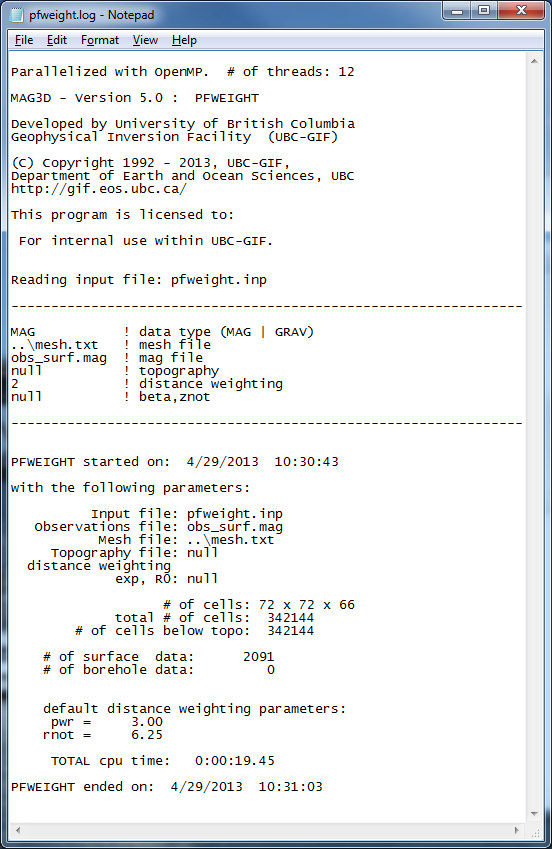 pfweight.log - Notepad
File Edit Format View Help
Parallelized with OpenMP.  # of threads: 12
MAG3D - Version 5.0 :  PFWEIGHT
Developed by University of British Columbia
Geophysical Inversion Facility  (UBC-GIF)
(C) Copyright 1992 - 2013, UBC-GIF,
Department of Earth and Ocean Sciences, UBC
http://gif.eos.ubc.ca/
This program is licensed to:
For internal use within UBC-GIF.
Reading input file: pfweight.inp
----------------------------------------------------------------
MAG           ! data type (MAG | GRAV)
..\mesh.txt   ! mesh file
obs_surf.mag  ! mag file
null          ! topography
2             ! distance weighting
null          ! beta,znot
----------------------------------------------------------------
PFWEIGHT started on:  4/29/2013  10:30:43
with the following parameters:
Input file: pfweight.inp
Observations file: obs_surf.mag
Mesh file: ..\mesh.txt
Topography file: null
distance weighting
exp, R0: null
# of cells: 72 x 72 x 66
total # of cells:  342144
# of cells below topo:  342144
# of surface  data:      2091
# of borehole data:         0
default distance weighting parameters:
pwr =     3.00
rnot =     6.25
TOTAL cpu time:   0:00:19.45
PFWEIGHT ended on:  4/29/2013  10:31:03